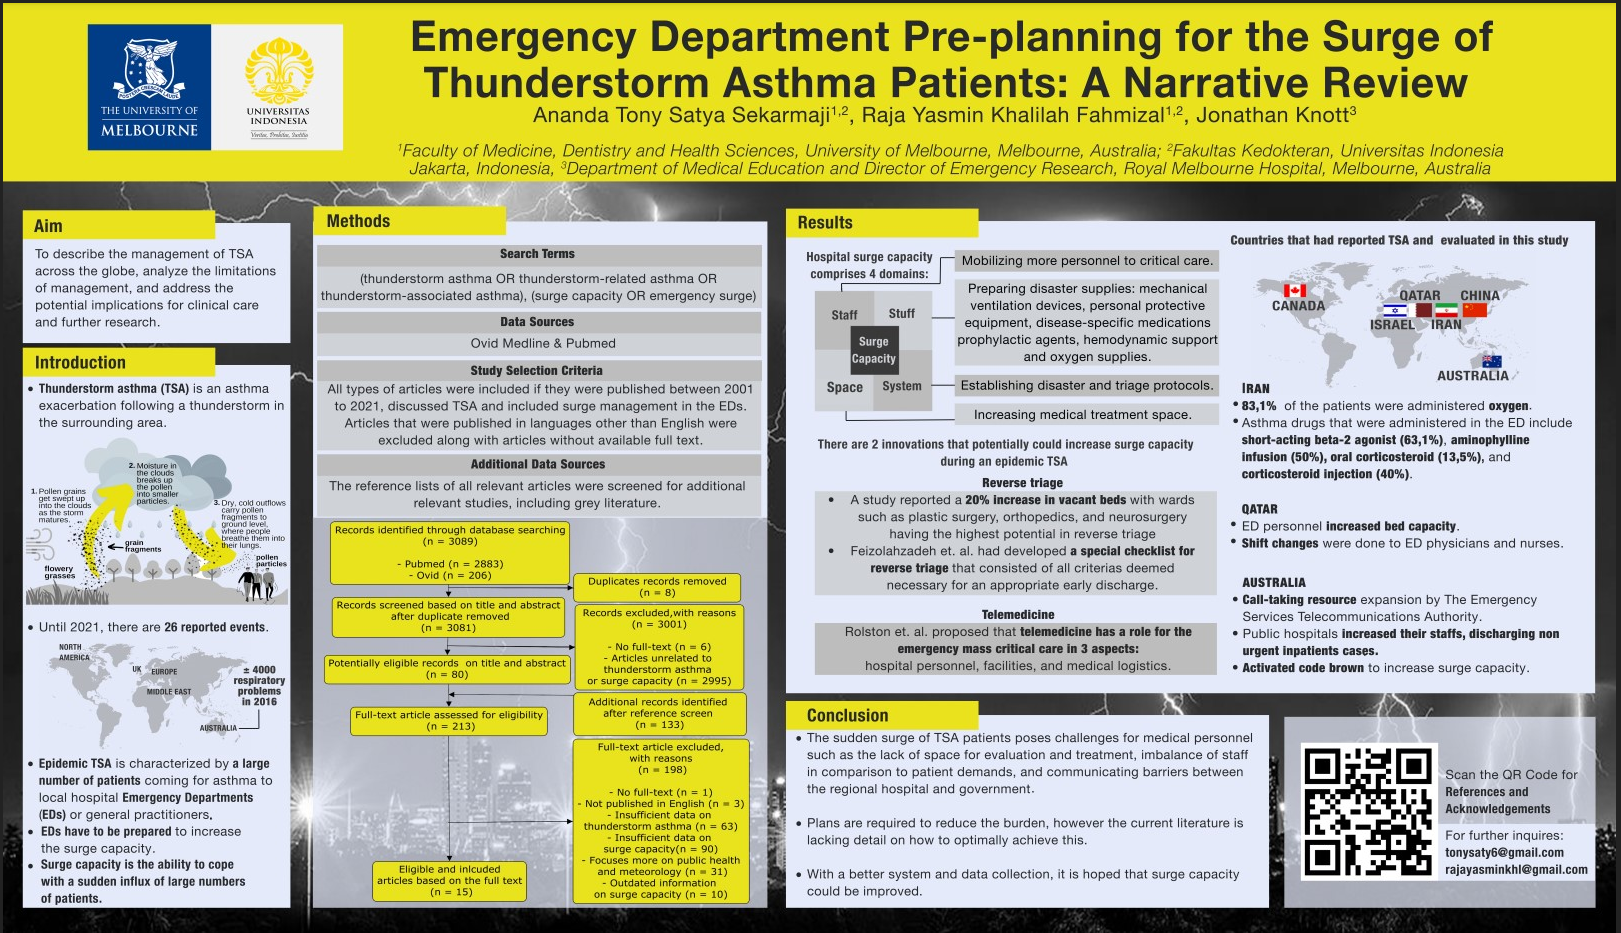 THE UNIVERSITY OF
MELBOURNE
UNIVERSITAS
INDONESIA
Veritas, Probitas, Iustitia
Emergency Department Pre-planning for the Surge of
Thunderstorm Asthma Patients: A Narrative Review
Ananda Tony Satya Sekarmaji1,2, Raja Yasmin Khalilah Fahmizal1,2, Jonathan Knott3
1Faculty of Medicine, Dentistry and Health Sciences, University of Melbourne, Melbourne, Australia; 2Fakultas Kedokteran, Universitas Indonesia
Jakarta, Indonesia, 3Department of Medical Education and Director of Emergency Research, Royal Melbourne Hospital, Melbourne, Australia
Aim
To describe the management of TSA
across the globe, analyze the limitations
of management, and address the
potential implications for clinical care
and further research.
Introduction
• Thunderstorm asthma (TSA) is an asthma
exacerbation following a thunderstorm in
the surrounding area.
1. Pollen grains
get swept up
into the clouds
as the storm
matures.
2. Moisture in
the clouds
breaks up
the pollen
into smaller
particles.
3. Dry, cold outflows
carry pollen
fragments to
ground level,
where people
breathe them into
their lungs.
grain
fragments
flowery
grasses
pollen
particles
• Until 2021, there are 26 reported events.
NORTH
AMERICA
UK
EUROPE
MIDDLE EAST
AUSTRALIA
± 4000
respiratory
problems
in 2016
• Epidemic TSA is characterized by a large
number of patients coming for asthma to
local hospital Emergency Departments
(EDs) or general practitioners.
• EDs have to be prepared to increase
the surge capacity.
• Surge capacity is the ability to cope
with a sudden influx of large numbers
of patients.
Methods
Search Terms
(thunderstorm asthma OR thunderstorm-related asthma OR
thunderstorm-associated asthma), (surge capacity OR emergency surge)
Data Sources
Ovid Medline & Pubmed
Study Selection Criteria
All types of articles were included if they were published between 2001
to 2021, discussed TSA and included surge management in the EDs.
Articles that were published in languages other than English were
excluded along with articles without available full text.
Additional Data Sources
The reference lists of all relevant articles were screened for additional
relevant studies, including grey literature.
Records identified through database searching
(n = 3089)
- Pubmed (n = 2883)
- Ovid (n = 206)
Duplicates records removed
(n = 8)
Records screened based on title and abstract
after duplicate removed
(n = 3081)
Records excluded,with reasons
(n = 3001)
- No full-text (n = 6)
- Articles unrelated to
thunderstorm asthma
or surge capacity (n = 2995)
Potentially eligible records on title and abstract
(n = 80)
Additional records identified
after reference screen
(n = 133)
Full-text article assessed for eligibility
(n = 213)
Full-text article excluded,
with reasons
(n = 198)
- No full-text (n = 1)
- Not published in English (n = 3)
- Insufficient data on
thunderstorm asthma (n = 63)
- Insufficient data on
surge capacity(n = 90)
- Focuses more on public health
and meteorology (n = 31)
- Outdated information
on surge capacity (n = 10)
Eligible and inlcuded
articles based on the full text
(n = 15)
Results
Hospital surge capacity
comprises 4 domains:
Staff
Stuff
Surge
Capacity
Space
System
Mobilizing more personnel to critical care.
Preparing disaster supplies: mechanical
ventilation devices, personal protective
equipment, disease-specific medications
prophylactic agents, hemodynamic support
and oxygen supplies.
Establishing disaster and triage protocols.
Increasing medical treatment space.
There are 2 innovations that potentially could increase surge capacity
during an epidemic TSA
Reverse triage
• A study reported a 20% increase in vacant beds with wards
such as plastic surgery, orthopedics, and neurosurgery
having the highest potential in reverse triage
• Feizolahzadeh et. al. had developed a special checklist for
reverse triage that consisted of all criterias deemed
necessary for an appropriate early discharge.
Telemedicine
Rolston et. al. proposed that telemedicine has a role for the
emergency mass critical care in 3 aspects:
hospital personnel, facilities, and medical logistics.
Countries that had reported TSA and evaluated in this study
CANADA
QATAR
CHINA
ISRAEL
IRAN
AUSTRALIA
IRAN
• 83,1% of the patients were administered oxygen.
• Asthma drugs that were administered in the ED include
short-acting beta-2 agonist (63,1%), aminophylline
infusion (50%), oral corticosteroid (13,5%), and
corticosteroid injection (40%).
QATAR
• ED personnel increased bed capacity.
• Shift changes were done to ED physicians and nurses.
AUSTRALIA
• Call-taking resource expansion by The Emergency
Services Telecommunications Authority.
• Public hospitals increased their staffs, discharging non
urgent inpatients cases.
• Activated code brown to increase surge capacity.
Conclusion
• The sudden surge of TSA patients poses challenges for medical personnel
such as the lack of space for evaluation and treatment, imbalance of staff
in comparison to patient demands, and communicating barriers between
the regional hospital and government.
• Plans are required to reduce the burden, however the current literature is
lacking detail on how to optimally achieve this.
• With a better system and data collection, it is hoped that surge capacity
could be improved.
Scan the QR Code for
References and
Acknowledgements
For further inquires:
tonysaty6@gmail.com
rajayasminkhl@gmail.com